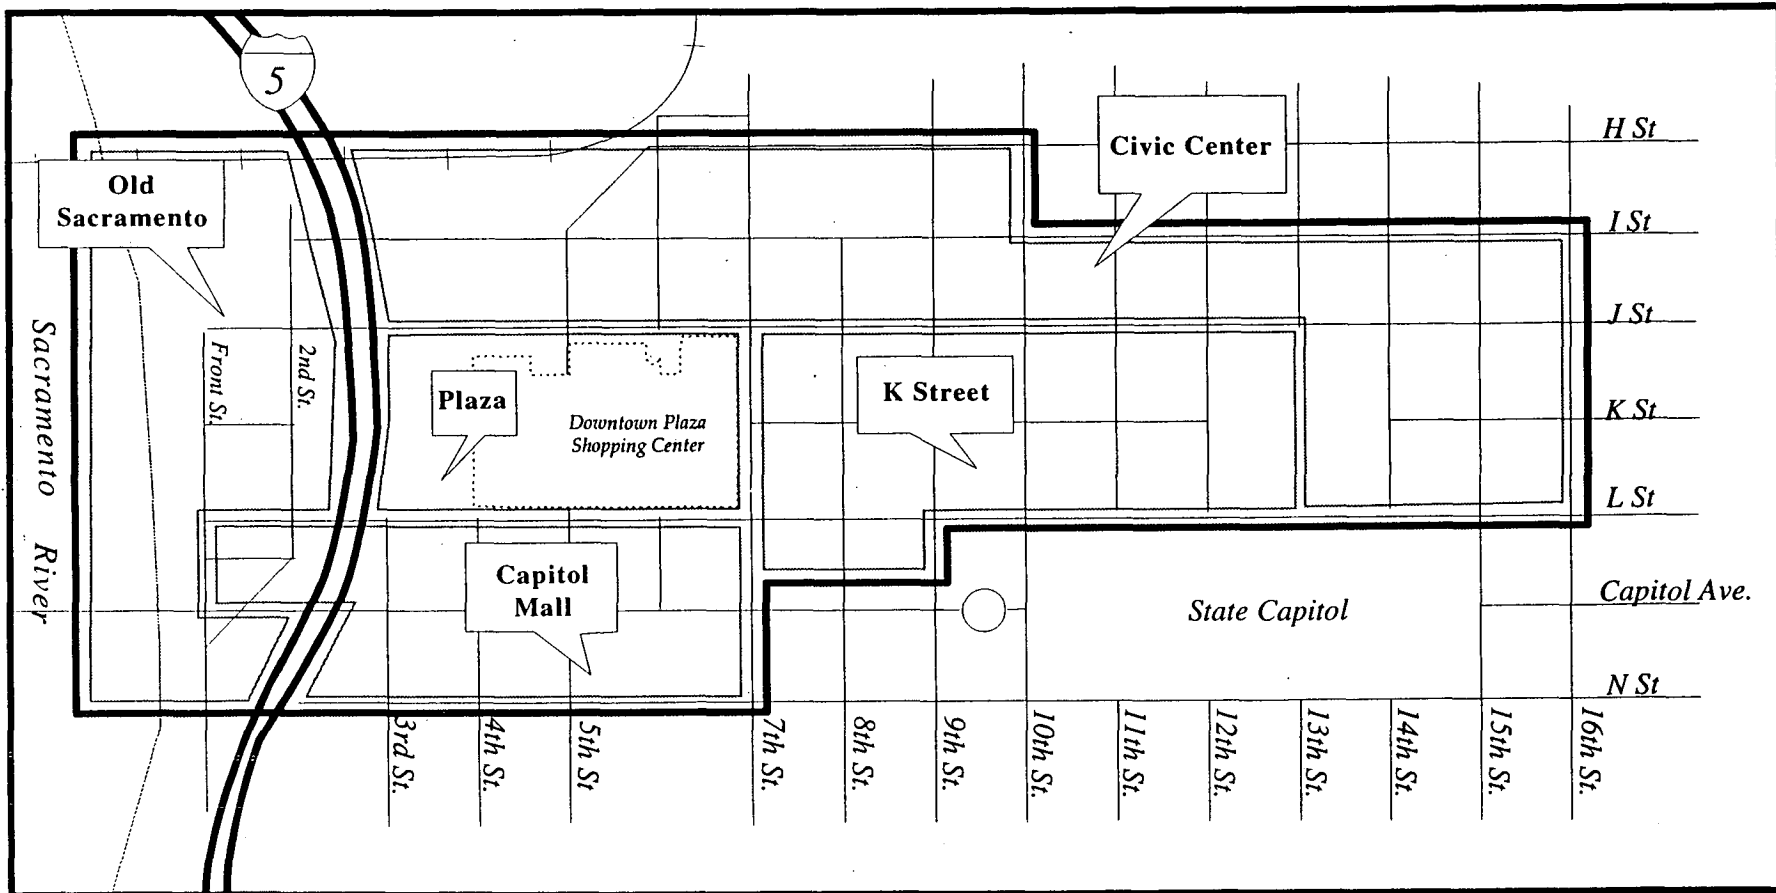 5
H St
Civic Center
Old
Sacramento
I St
J St
Sacramento River
Front St.
2nd St.
Plaza
Downtown Plaza
Shopping Center
K Street
K St
L St
Capitol
Mall
State Capitol
Capitol Ave.
N St
3rd St.
4th St.
5th St
7th St.
8th St.
9th St.
10th St.
11th St.
12th St.
13th St.
14th St.
15th St.
16th St.